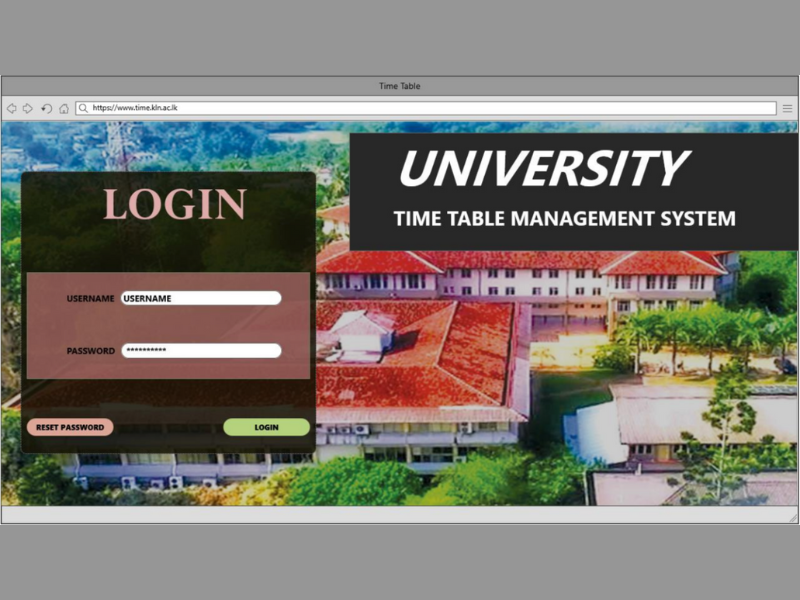 Time Table
https://www.time.kln.ac.lk
UNIVERSITY
TIME TABLE MANAGEMENT SYSTEM
LOGIN
USERNAME USERNAME
PASSWORD **********
RESET PASSWORD LOGIN